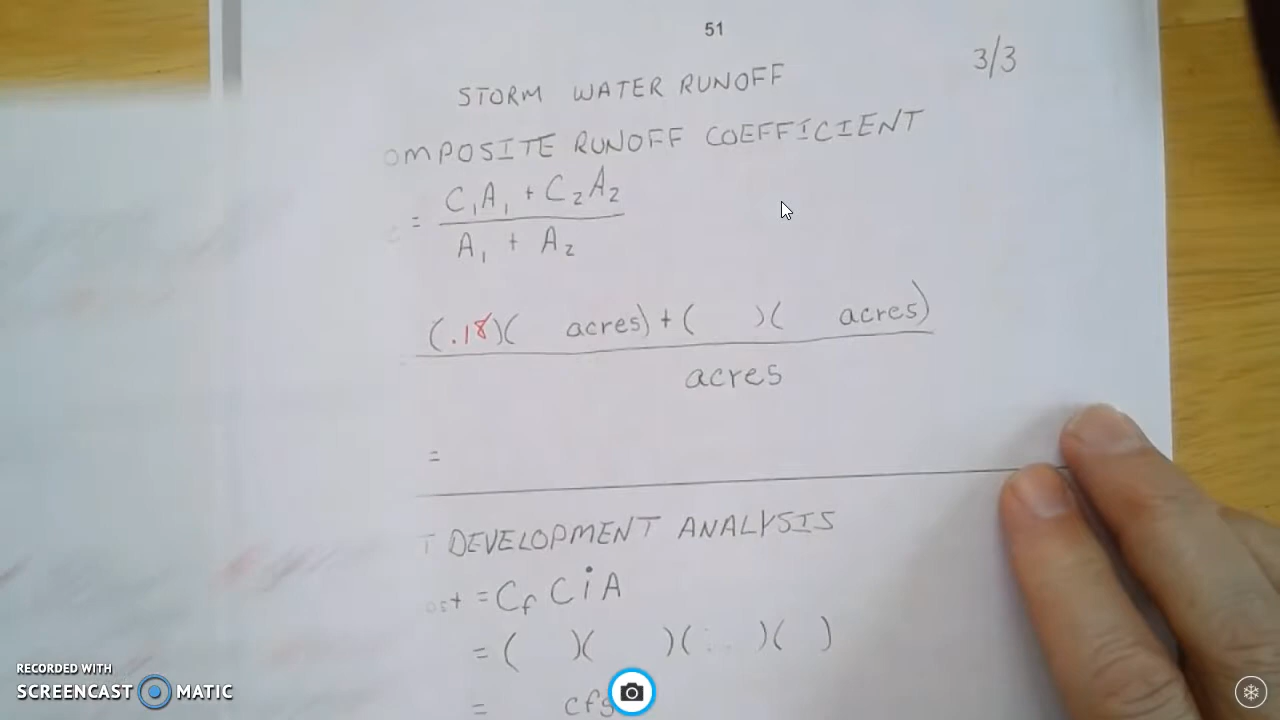 51
3/3
STORM WATER RUNOFF
OMPOSITE RUNOFF COEFFICIENT
= C₁A₁ + C₂A₂
A₁ + A₂
(.18)( acres) + ( )( acres)
acres
=
T DEVELOPMENT ANALYSIS
ost = Cf C i A
= ( )( )( )( )
= cfs
RECORDED WITH
SCREENCAST MATIC